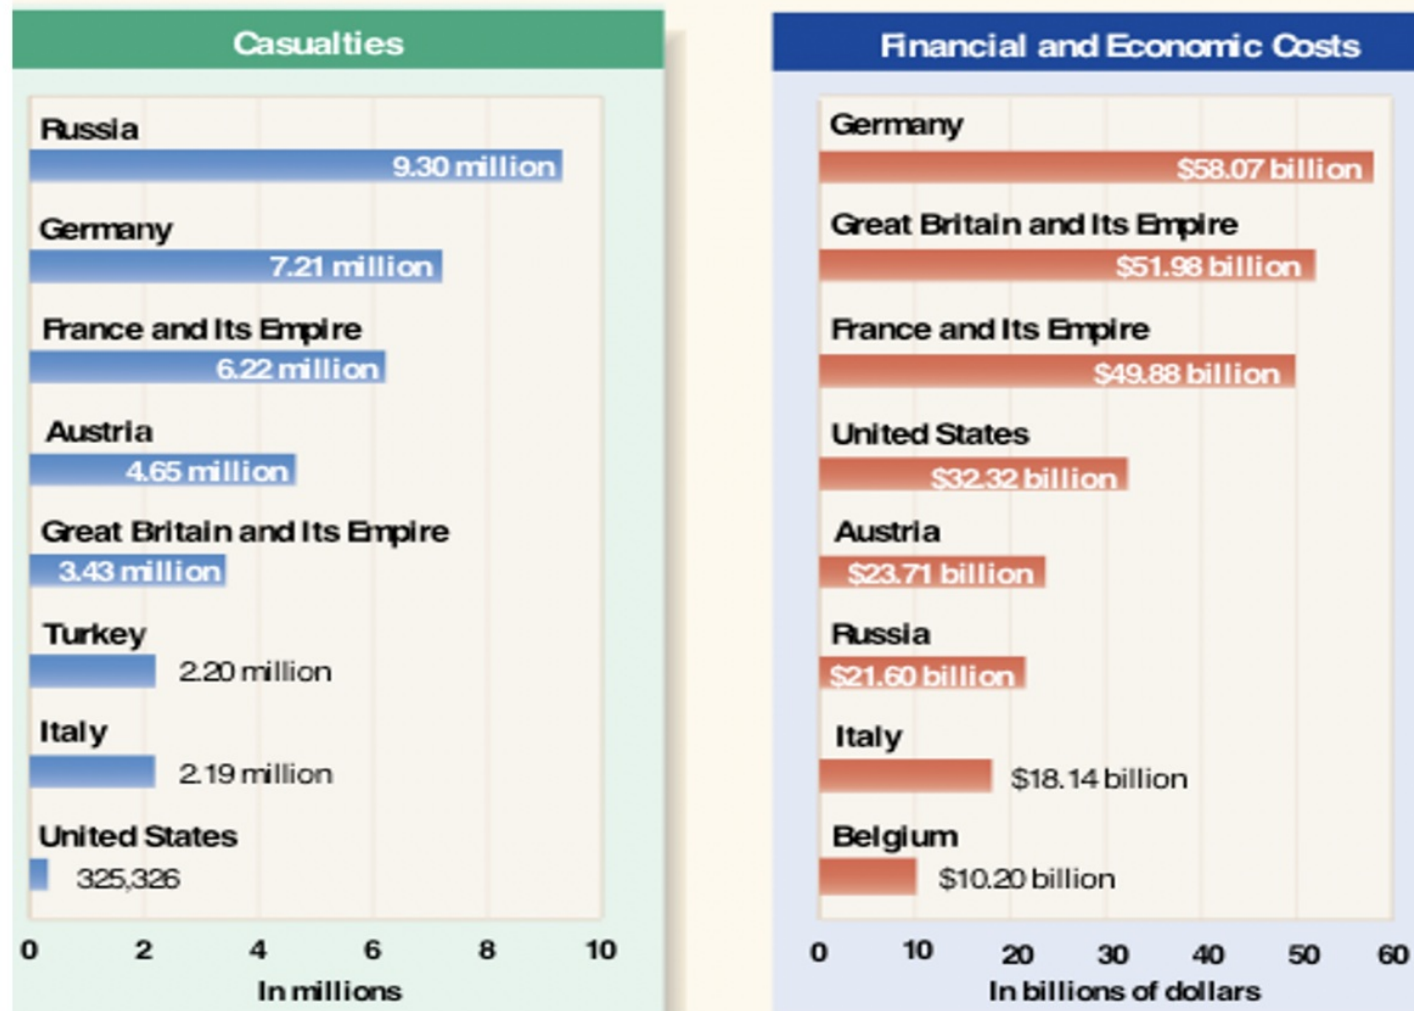 Casualties
Russia
9.30 million
Germany
7.21 million
France and Its Empire
6.22 million
Austria
4.65 million
Great Britain and Its Empire
3.43 million
Turkey
2.20 million
Italy
2.19 million
United States
325,326
0 2 4 6 8 10
In millions
Financial and Economic Costs
Germany
$58.07 billion
Great Britain and Its Empire
$51.98 billion
France and Its Empire
$49.88 billion
United States
$32.32 billion
Austria
$23.71 billion
Russia
$21.60 billion
Italy
$18.14 billion
Belgium
$10.20 billion
0 10 20 30 40 50 60
In billions of dollars